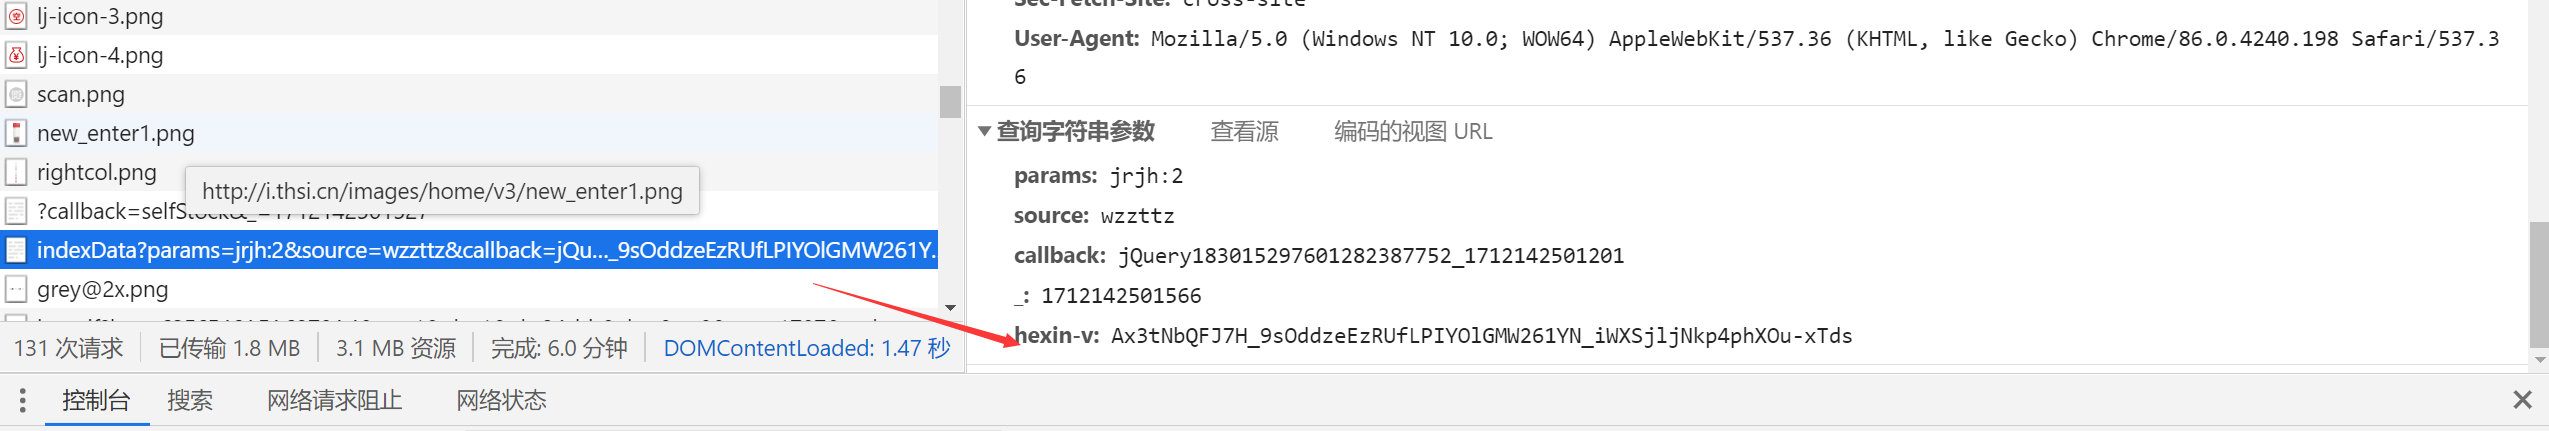 lj-icon-3.png
lj-icon-4.png
scan.png
new_enter1.png
rightcol.png
http://i.thsi.cn/images/home/v3/new_enter1.png
?callback=selfStock&_=1712142501527
indexData?params=jrjh:2&source=wzzttz&callback=jQu..._9sOddzeEzRUfLPIYOlGMW261Y.
grey@2x.png
131 次请求
已传输 1.8 MB
3.1 MB 资源
完成: 6.0 分钟
DOMContentLoaded: 1.47 秒
Sec-Fetch-Site: cross-site
User-Agent: Mozilla/5.0 (Windows NT 10.0; WOW64) AppleWebKit/537.36 (KHTML, like Gecko) Chrome/86.0.4240.198 Safari/537.3
6
查询字符串参数 查看源 编码的视图 URL
params: jrjh:2
source: wzzttz
callback: jQuery183015297601282387752_1712142501201
_: 1712142501566
hexin-v: Ax3tNbQFJ7H_9sOddzeEzRUfLPIYOlGMW261YN_iWXSjljNkp4phXOu-xTds
控制台 搜索 网络请求阻止 网络状态